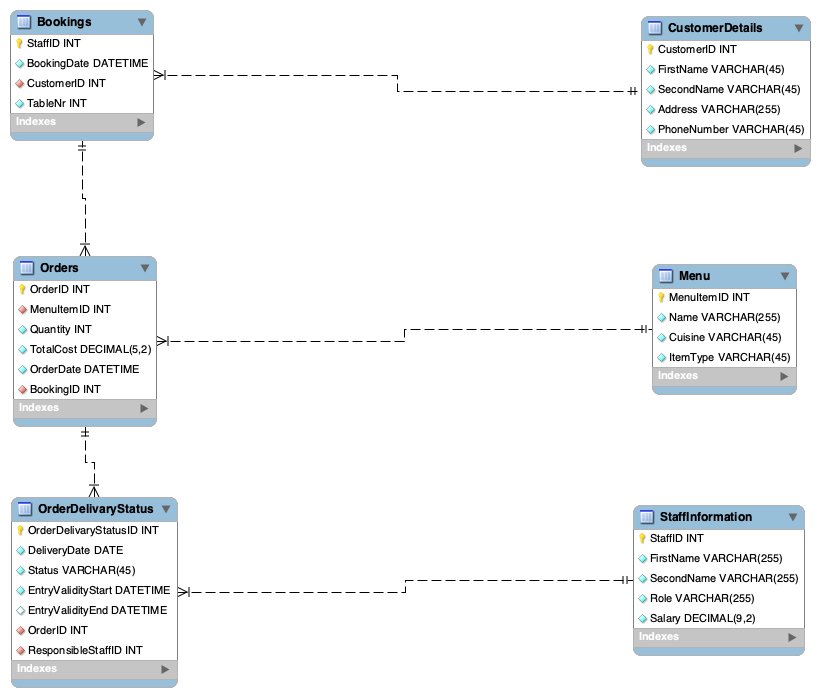 Bookings
StaffID INT
BookingDate DATETIME
CustomerID INT
TableNr INT
Indexes
CustomerDetails
CustomerID INT
FirstName VARCHAR(45)
SecondName VARCHAR(45)
Address VARCHAR(255)
PhoneNumber VARCHAR(45)
Indexes
Orders
OrderID INT
MenuItemID INT
Quantity INT
TotalCost DECIMAL(5,2)
OrderDate DATETIME
BookingID INT
Indexes
Menu
MenuItemID INT
Name VARCHAR(255)
Cuisine VARCHAR(45)
ItemType VARCHAR(45)
Indexes
OrderDelivaryStatus
OrderDelivaryStatusID INT
DeliveryDate DATE
Status VARCHAR(45)
EntryValidityStart DATETIME
EntryValidityEnd DATETIME
OrderID INT
ResponsibleStaffID INT
Indexes
StaffInformation
StaffID INT
FirstName VARCHAR(255)
SecondName VARCHAR(255)
Role VARCHAR(255)
Salary DECIMAL(9,2)
Indexes